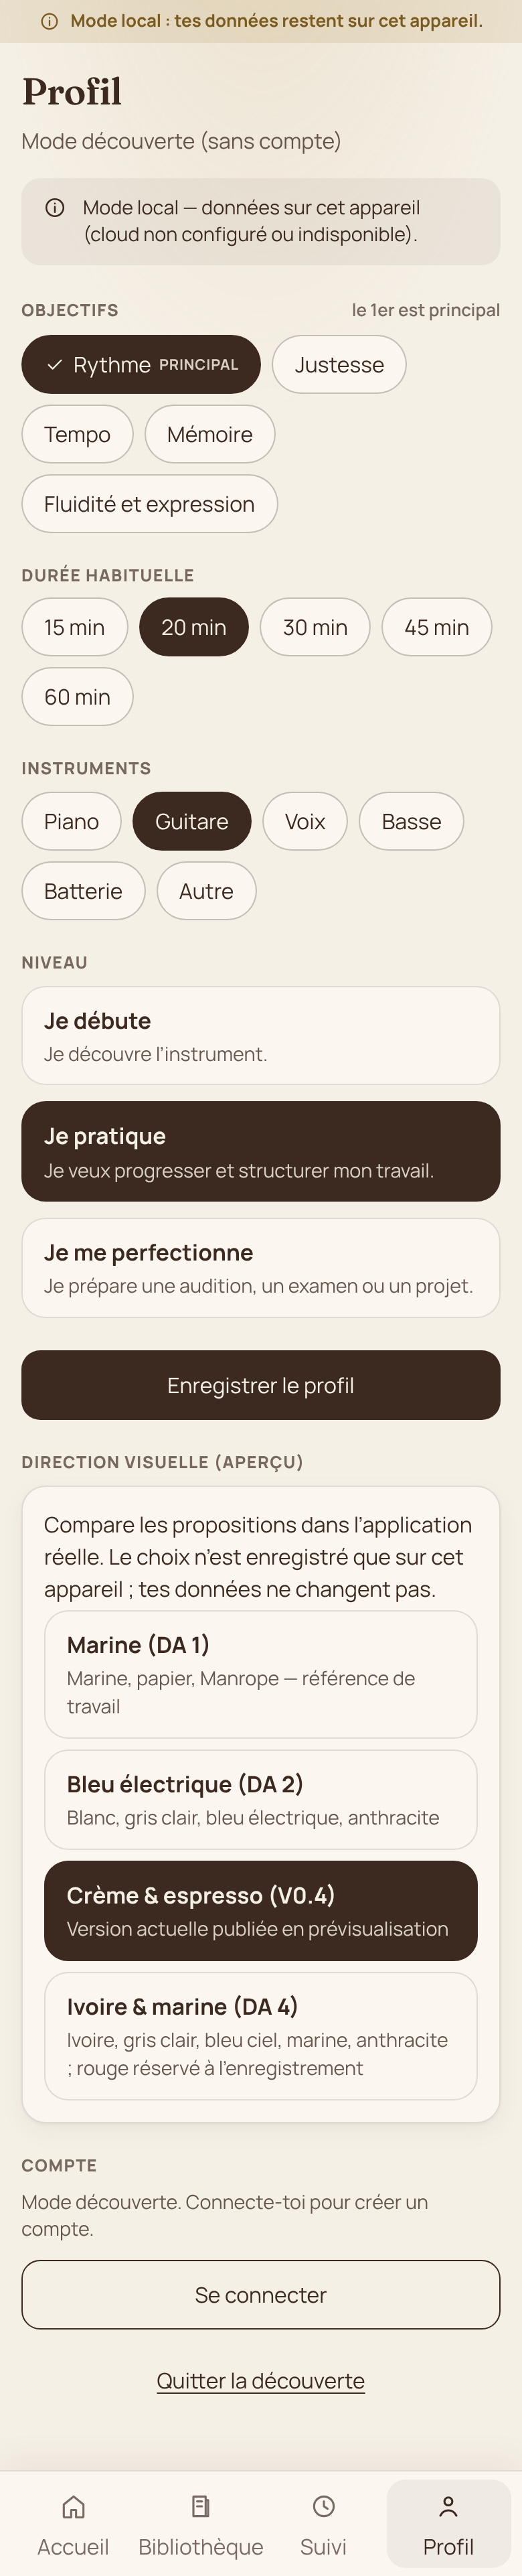 Mode local : tes données restent sur cet appareil.
Profil
Mode découverte (sans compte)
Mode local — données sur cet appareil
(cloud non configuré ou indisponible).
OBJECTIFS le 1er est principal
Rythme PRINCIPAL Justesse
Tempo Mémoire
Fluidité et expression
DURÉE HABITUELLE
15 min 20 min 30 min 45 min
60 min
INSTRUMENTS
Piano Guitare Voix Basse
Batterie Autre
NIVEAU
Je débute
Je découvre l’instrument.
Je pratique
Je veux progresser et structurer mon travail.
Je me perfectionne
Je prépare une audition, un examen ou un projet.
Enregistrer le profil
DIRECTION VISUELLE (APERÇU)
Compare les propositions dans l’application
réelle. Le choix n’est enregistré que sur cet
appareil ; tes données ne changent pas.
Marine (DA 1)
Marine, papier, Manrope — référence de
travail
Bleu électrique (DA 2)
Blanc, gris clair, bleu électrique, anthracite
Crème & espresso (V0.4)
Version actuelle publiée en prévisualisation
Ivoire & marine (DA 4)
Ivoire, gris clair, bleu ciel, marine, anthracite
; rouge réservé à l’enregistrement
COMPTE
Mode découverte. Connecte-toi pour créer un
compte.
Se connecter
Quitter la découverte
Accueil Bibliothèque Suivi Profil